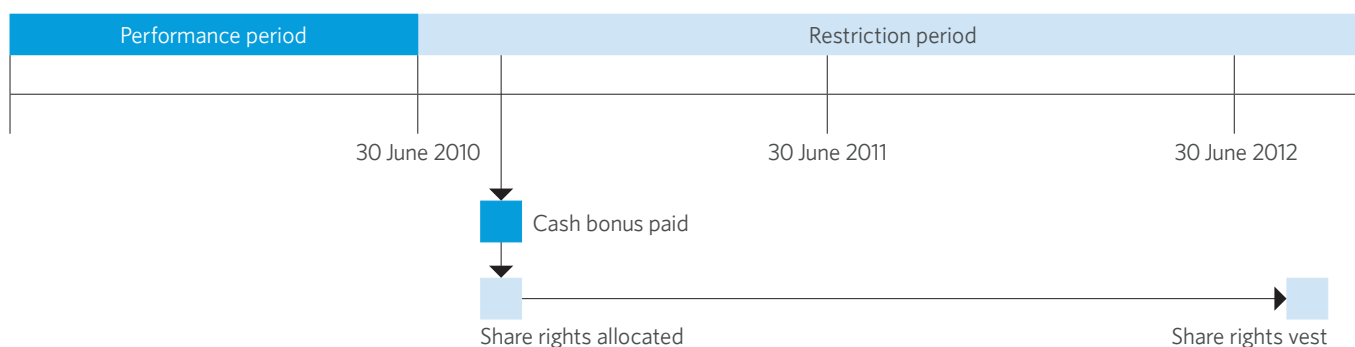 Performance period
Restriction period
30 June 2010
30 June 2011
30 June 2012
Cash bonus paid
Share rights allocated
Share rights vest